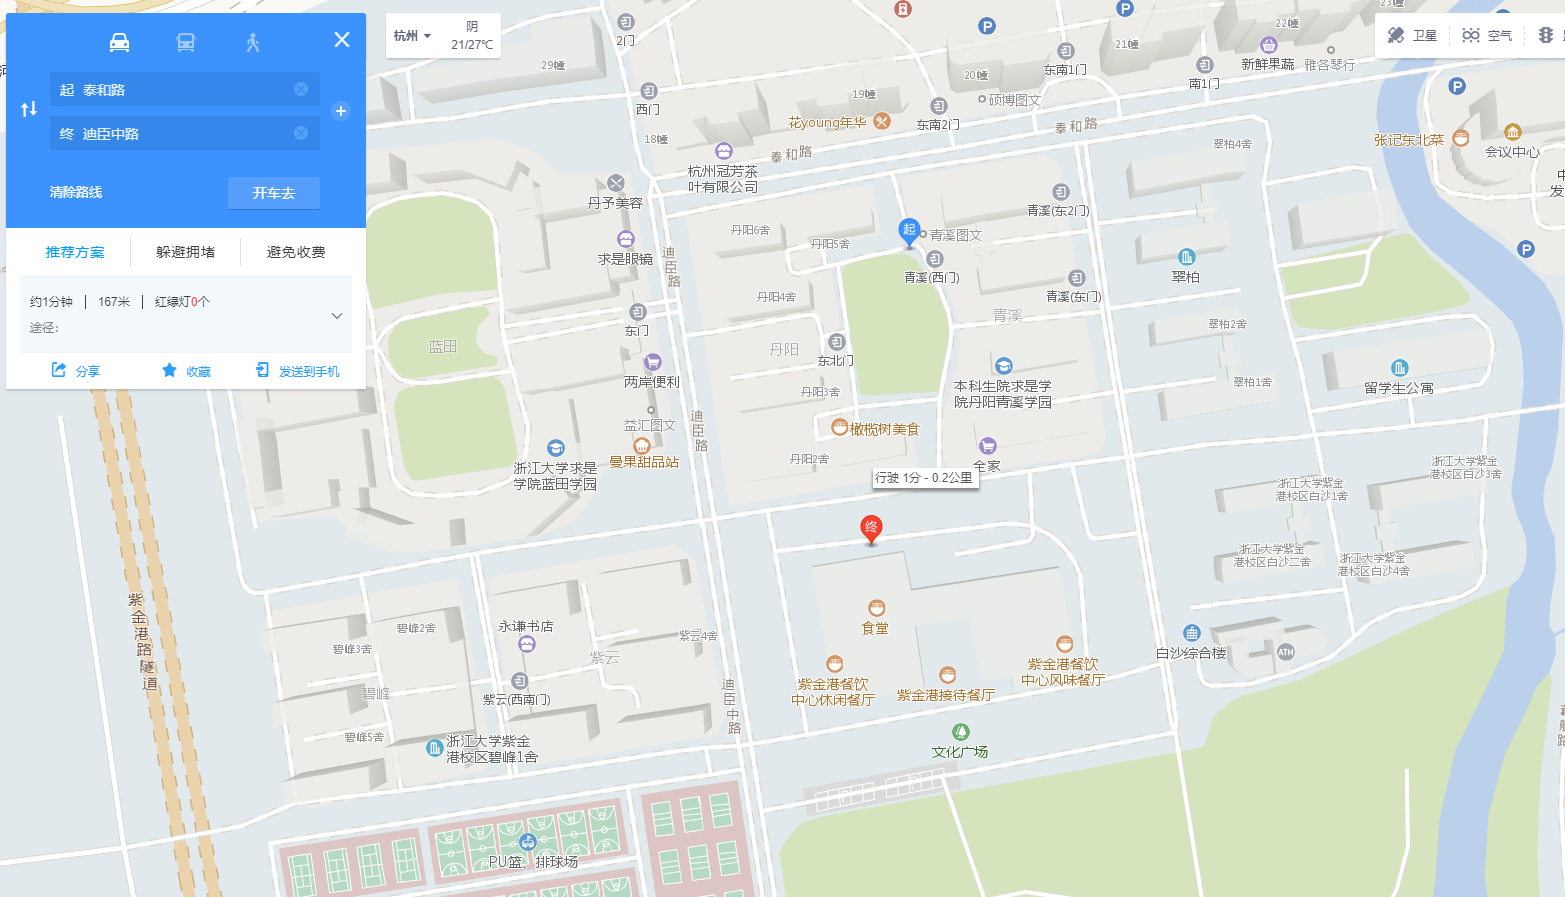 起 泰和路
终 迪臣中路
清除路线
开车去
推荐方案
躲避拥堵
避免收费
约1分钟 | 167米 | 红绿灯0个
途径:
分享
收藏
发送到手机
杭州
阴
21/27℃
卫星
空气
2门
29幢
西门
18幢
19幢
20幢
21幢
22幢
23幢
东南1门
东南2门
南1门
新鲜果蔬
雅各琴行
硕博图文
花young年华
泰和路
泰和路
杭州冠芳茶
叶有限公司
丹予美容
求是眼镜
迪臣路
东门
两岸便利
益汇图文
曼果甜品站
迪臣路
蓝田
浙江大学求是
学院蓝田学园
丹阳6舍
丹阳5舍
丹阳4舍
丹阳
东北门
丹阳3舍
橄榄树美食
丹阳2舍
起
青溪图文
青溪(西门)
青溪(东2门)
青溪(东门)
青溪
本科生院求是学
院丹阳青溪学园
全家
行驶 1分 - 0.2公里
终
翠柏4舍
翠柏
翠柏2舍
翠柏1舍
张记东北菜
会议中心
留学生公寓
浙江大学紫金
港校区白沙3舍
浙江大学紫金
港校区白沙1舍
浙江大学紫金
港校区白沙二舍
浙江大学紫金
港校区白沙4舍
白沙综合楼
ATM
食堂
紫金港餐饮
中心休闲餐厅
紫金港接待餐厅
紫金港餐饮
中心风味餐厅
文化广场
迪臣中路
紫金港路隧道
碧峰2舍
碧峰3舍
碧峰
碧峰5舍
浙江大学紫金
港校区碧峰1舍
永谦书店
紫云
紫云4舍
紫云(西南门)
PU篮、排球场
P
P
P
P